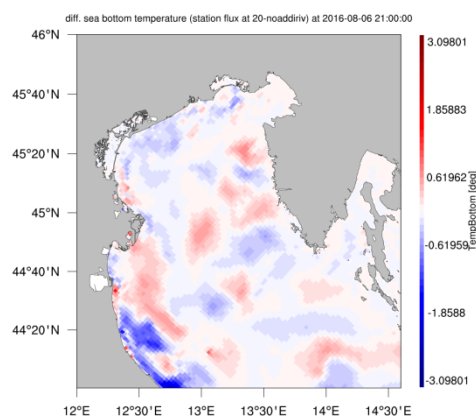 diff. sea bottom temperature (station flux at 20-noaddiriv) at 2016-08-06 21:00:00
46°N
45°40'N
45°20'N
45°N
44°40'N
44°20'N
12°E
12°30'E
13°E
13°30'E
14°E
14°30'E
3.09801
1.85883
0.61962
-0.61959
-1.8588
-3.09801
TempBottom [deg]